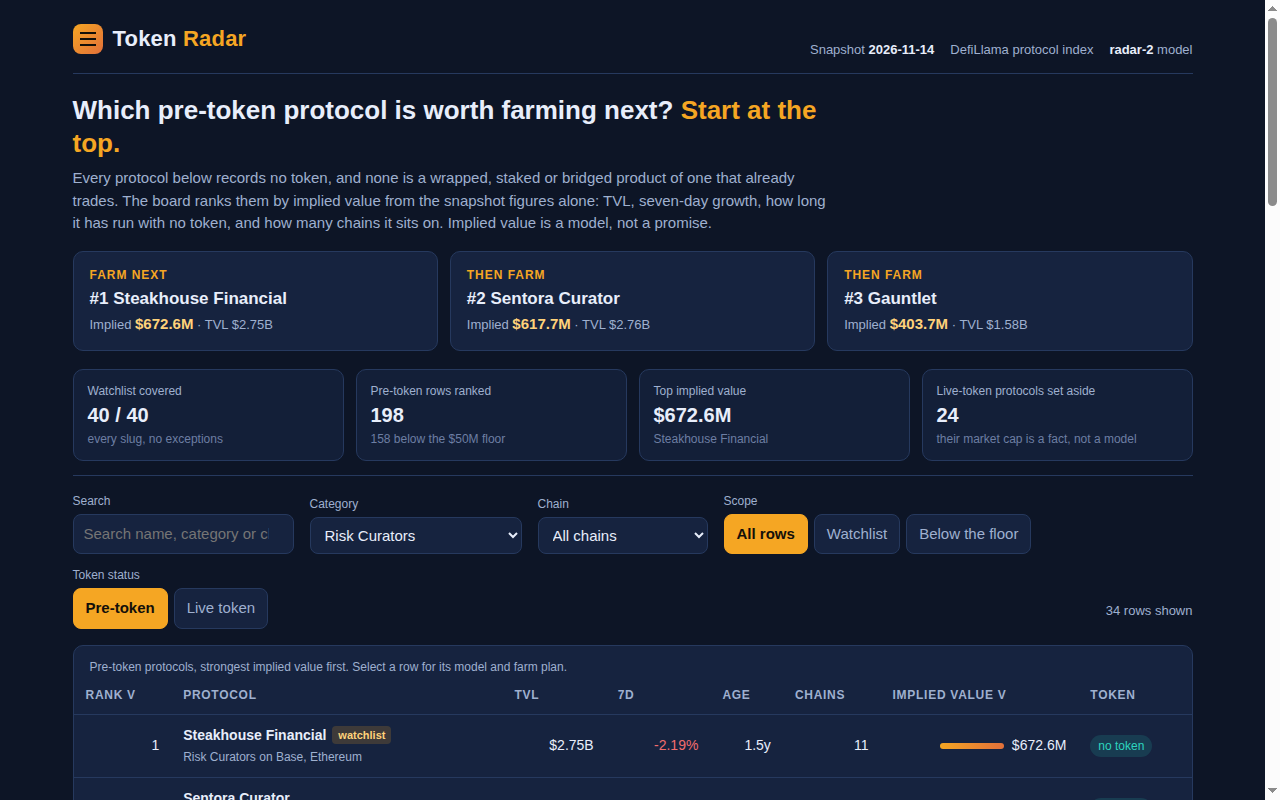 Token Radar
Snapshot 2026-11-14 DefiLlama protocol index radar-2 model
Which pre-token protocol is worth farming next? Start at the
top.
Every protocol below records no token, and none is a wrapped, staked or bridged product of one that already
trades. The board ranks them by implied value from the snapshot figures alone: TVL, seven-day growth, how long
it has run with no token, and how many chains it sits on. Implied value is a model, not a promise.
FARM NEXT
#1 Steakhouse Financial
Implied $672.6M · TVL $2.75B
THEN FARM
#2 Sentora Curator
Implied $617.7M · TVL $2.76B
THEN FARM
#3 Gauntlet
Implied $403.7M · TVL $1.58B
Watchlist covered
40 / 40
every slug, no exceptions
Pre-token rows ranked
198
158 below the $50M floor
Top implied value
$672.6M
Steakhouse Financial
Live-token protocols set aside
24
their market cap is a fact, not a model
Search
Search name, category or c
Category
Risk Curators
Chain
All chains
Scope
All rows Watchlist Below the floor
Token status
Pre-token Live token
34 rows shown
Pre-token protocols, strongest implied value first. Select a row for its model and farm plan.
RANK V PROTOCOL TVL 7D AGE CHAINS IMPLIED VALUE V TOKEN
1 Steakhouse Financial watchlist $2.75B -2.19% 1.5y 11 $672.6M no token
Risk Curators on Base, Ethereum
Sentora Curator